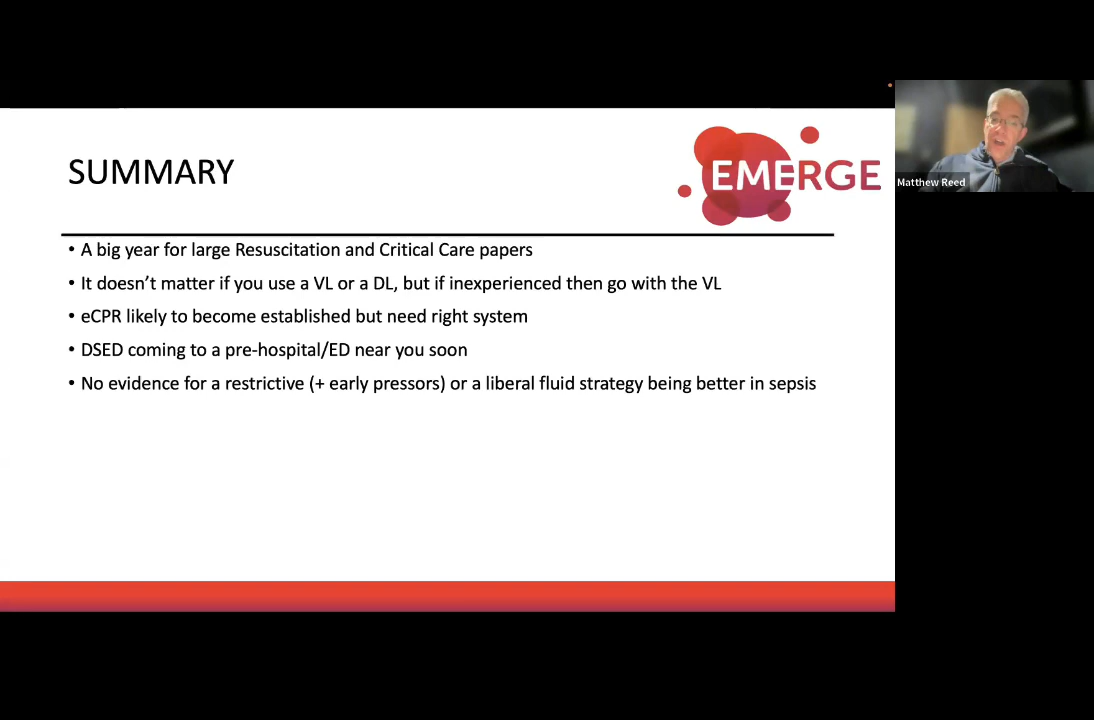 SUMMARY
EMERGE
Matthew Reed
• A big year for large Resuscitation and Critical Care papers
• It doesn’t matter if you use a VL or a DL, but if inexperienced then go with the VL
• eCPR likely to become established but need right system
• DSED coming to a pre-hospital/ED near you soon
• No evidence for a restrictive (+ early pressors) or a liberal fluid strategy being better in sepsis